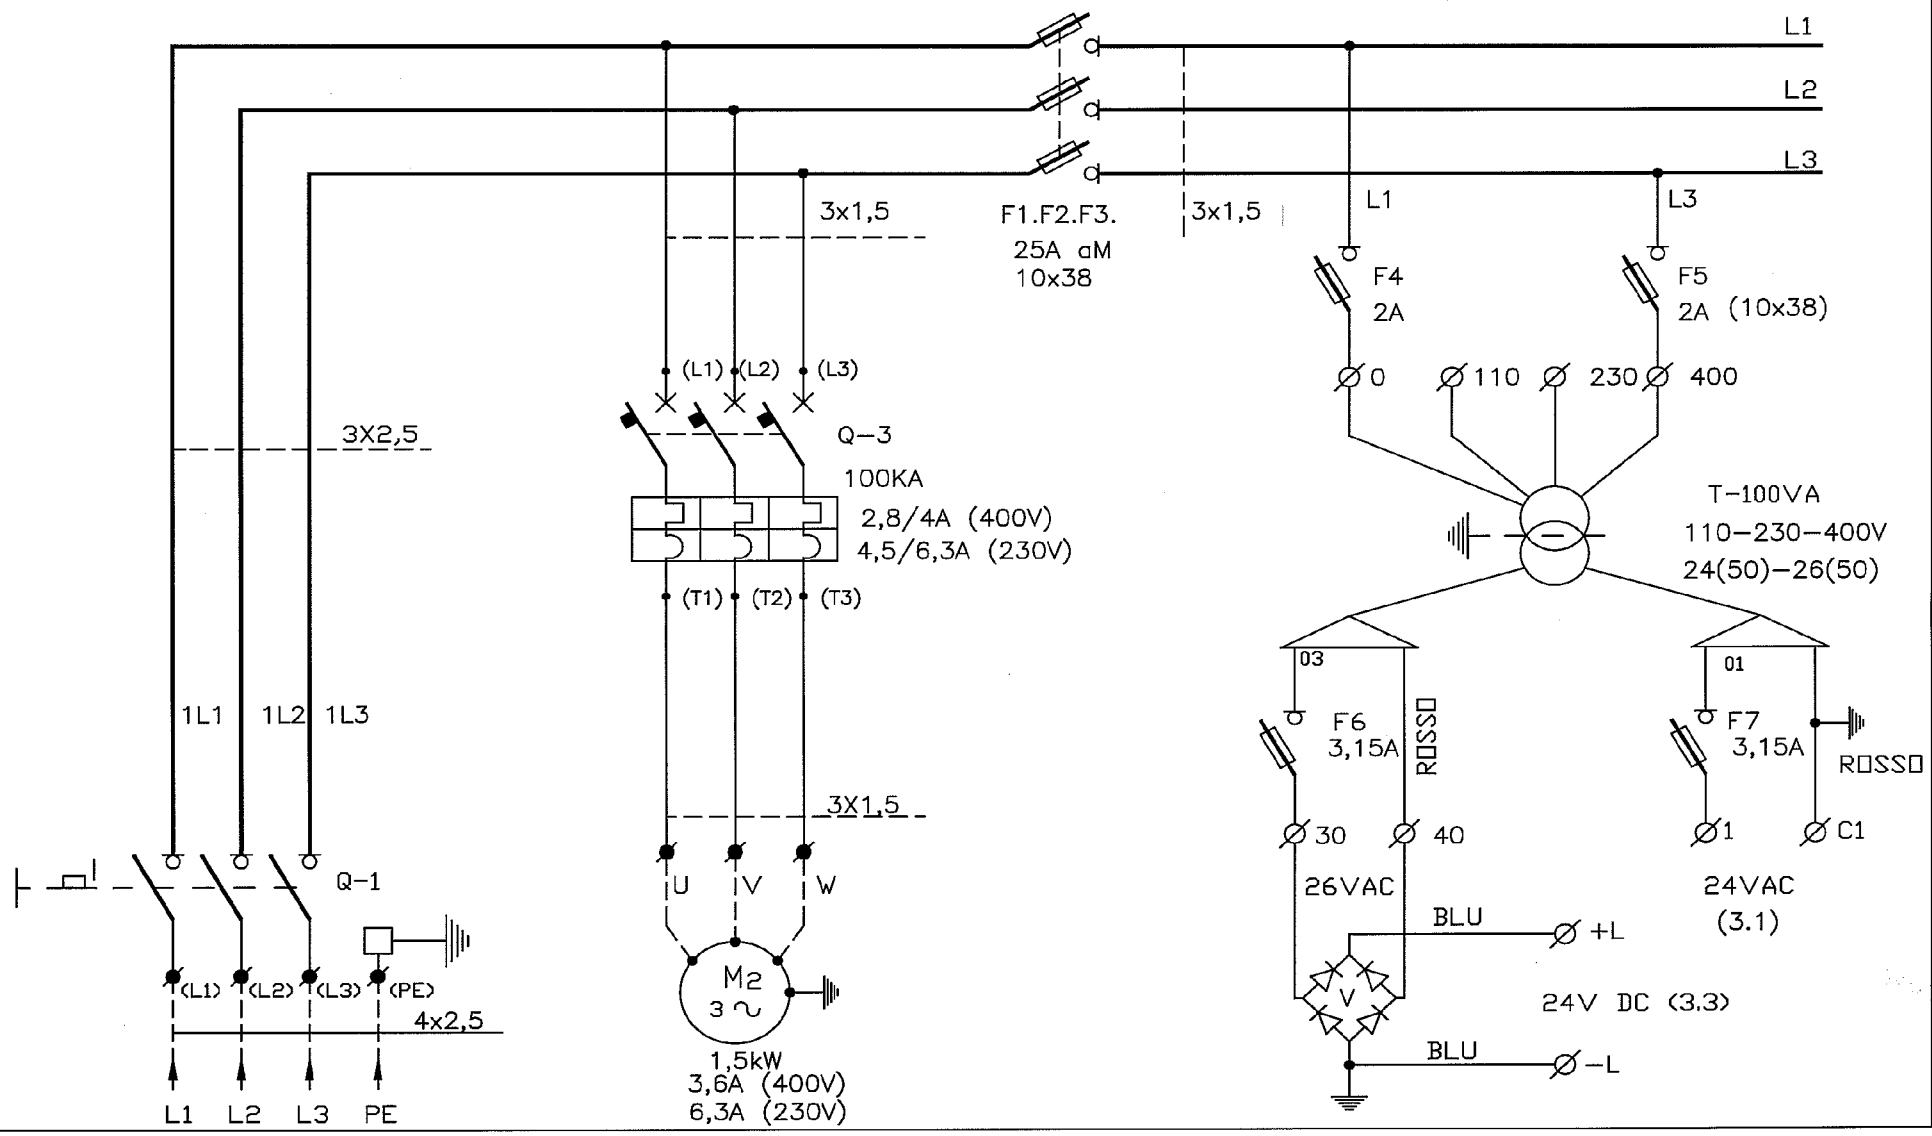 L1
L2
L3
3x1,5
F1.F2.F3.
25A aM
10x38
3x1,5
L1
L3
F4
2A
F5
2A (10x38)
(L1)
(L2)
(L3)
0
110
230
400
3X2,5
Q-3
100KA
2,8/4A (400V)
4,5/6,3A (230V)
T-100VA
110-230-400V
24(50)-26(50)
(T1)
(T2)
(T3)
03
01
1L1
1L2
1L3
F6
3,15A
ROSSO
F7
3,15A
ROSSO
3X1,5
30
40
1
C1
Q-1
U
V
W
26VAC
24VAC
(3.1)
BLU
+L
(L1)
(L2)
(L3)
(PE)
M2
3~
V
24V DC (3.3)
4x2,5
BLU
-L
1,5kW
3,6A (400V)
6,3A (230V)
L1
L2
L3
PE